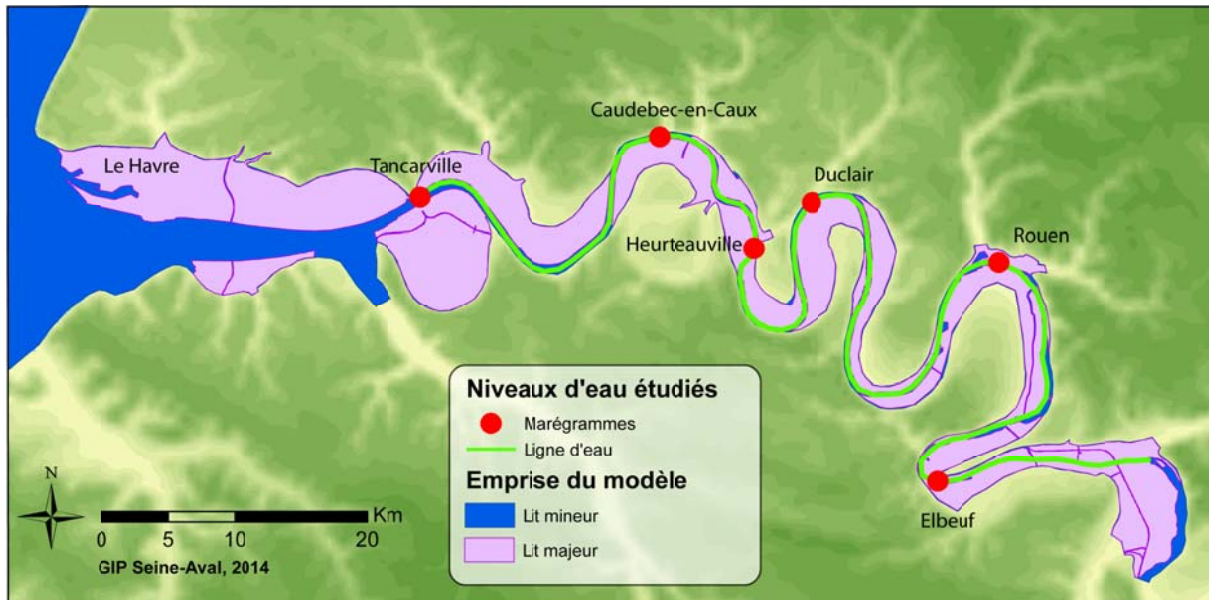 Caudebec-en-Caux
Le Havre
Tancarville
Duclair
Heurteauville
Rouen
Elbeuf
Niveaux d'eau étudiés
Marégrammes
Ligne d'eau
Emprise du modèle
Lit mineur
Lit majeur
N
Km
0 5 10 20
GIP Seine-Aval, 2014